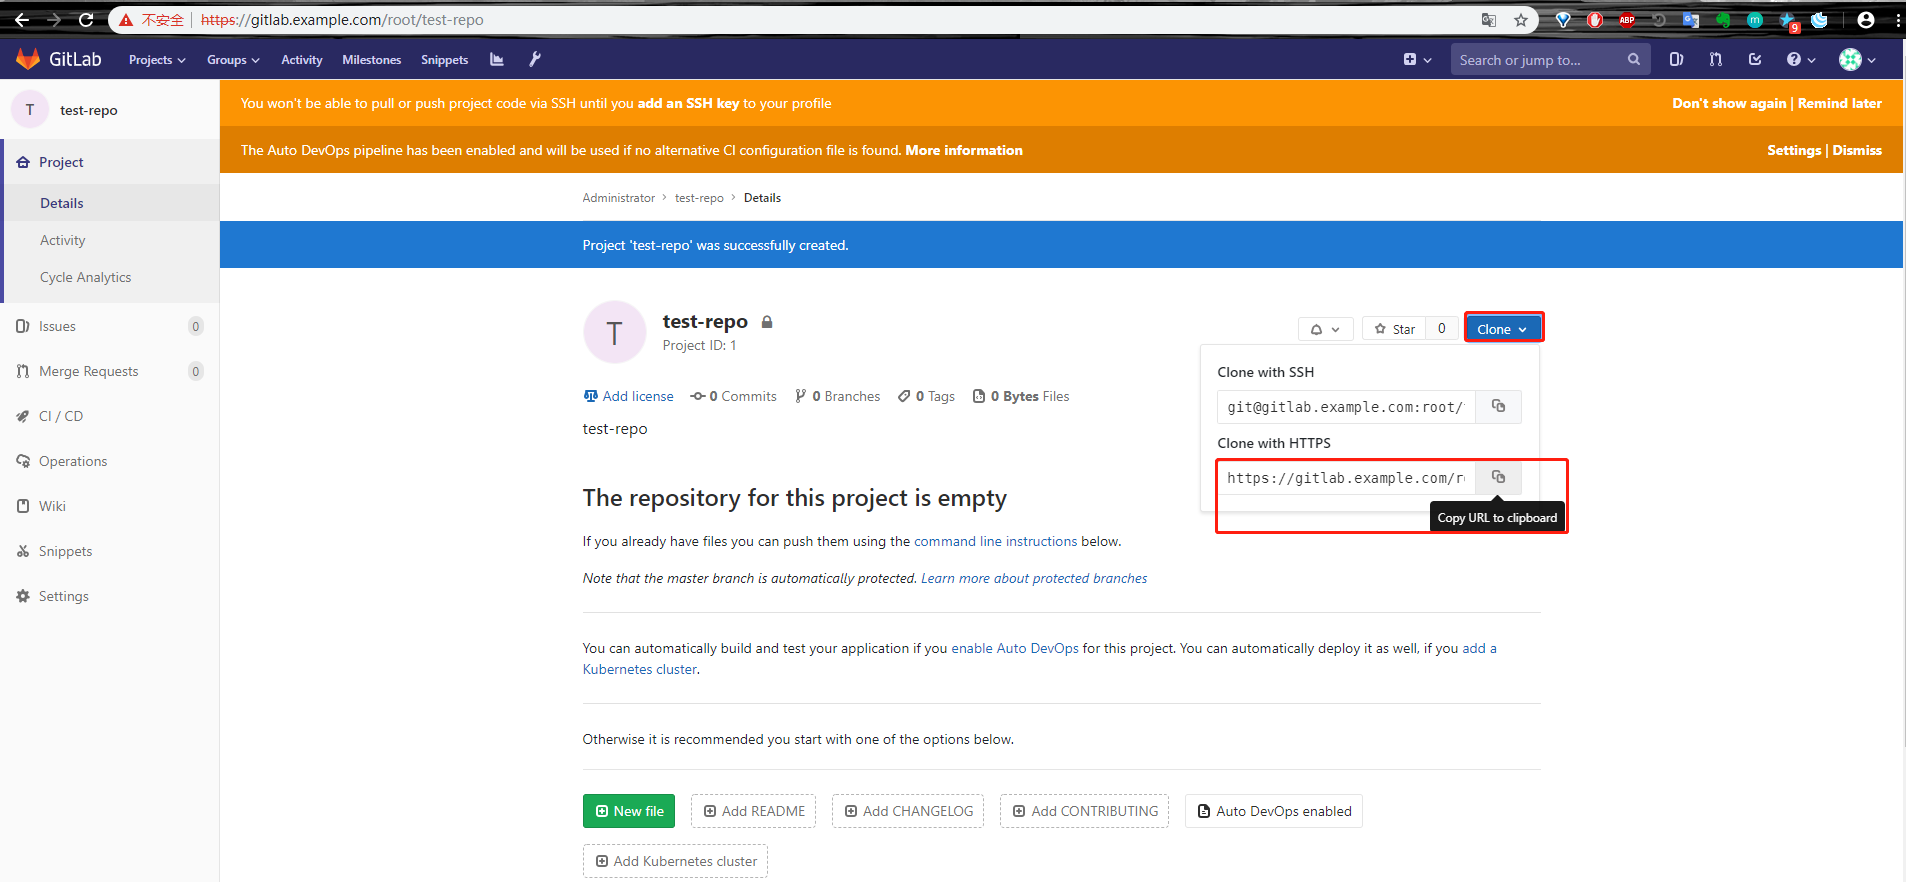 不安全 https://gitlab.example.com/root/test-repo
ABP
m
9
GitLab Projects Groups Activity Milestones Snippets Search or jump to...
T test-repo
Project
Details
Activity
Cycle Analytics
Issues 0
Merge Requests 0
CI / CD
Operations
Wiki
Snippets
Settings
You won't be able to pull or push project code via SSH until you add an SSH key to your profile Don't show again | Remind later
The Auto DevOps pipeline has been enabled and will be used if no alternative CI configuration file is found. More information Settings | Dismiss
Administrator > test-repo > Details
Project 'test-repo' was successfully created.
T test-repo
Project ID: 1
Star 0 Clone
Clone with SSH
git@gitlab.example.com:root/
Clone with HTTPS
https://gitlab.example.com/r
Copy URL to clipboard
Add license 0 Commits 0 Branches 0 Tags 0 Bytes Files
test-repo
The repository for this project is empty
If you already have files you can push them using the command line instructions below.
Note that the master branch is automatically protected. Learn more about protected branches
You can automatically build and test your application if you enable Auto DevOps for this project. You can automatically deploy it as well, if you add a
Kubernetes cluster.
Otherwise it is recommended you start with one of the options below.
New file Add README Add CHANGELOG Add CONTRIBUTING Auto DevOps enabled
Add Kubernetes cluster